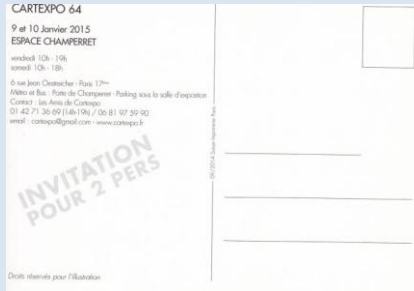 CARTEXPO 64
9 et 10 Janvier 2015
ESPACE CHAMPERRET
vendredi 10h - 19h
samedi 10h - 18h
6 rue Jean Oestreicher - Paris 17ème
Métro et Bus : Porte de Champerret - Parking sous la salle d'exposition
Contact : Les Amis de Cartexpo
01 42 71 36 69 (14h-19h) / 06 81 97 59 90
email : cartexpo@gmail.com - www.cartexpo.fr
INVITATION
POUR 2 PERS
Droits réservés pour l'illustration
09/2014